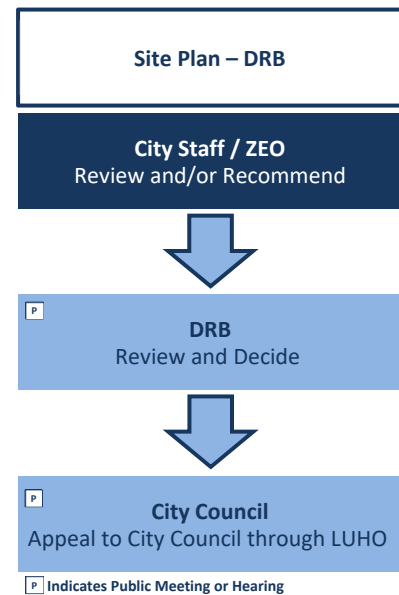 Site Plan – DRB
City Staff / ZEO
Review and/or Recommend
P
DRB
Review and Decide
P
City Council
Appeal to City Council through LUHO
P Indicates Public Meeting or Hearing